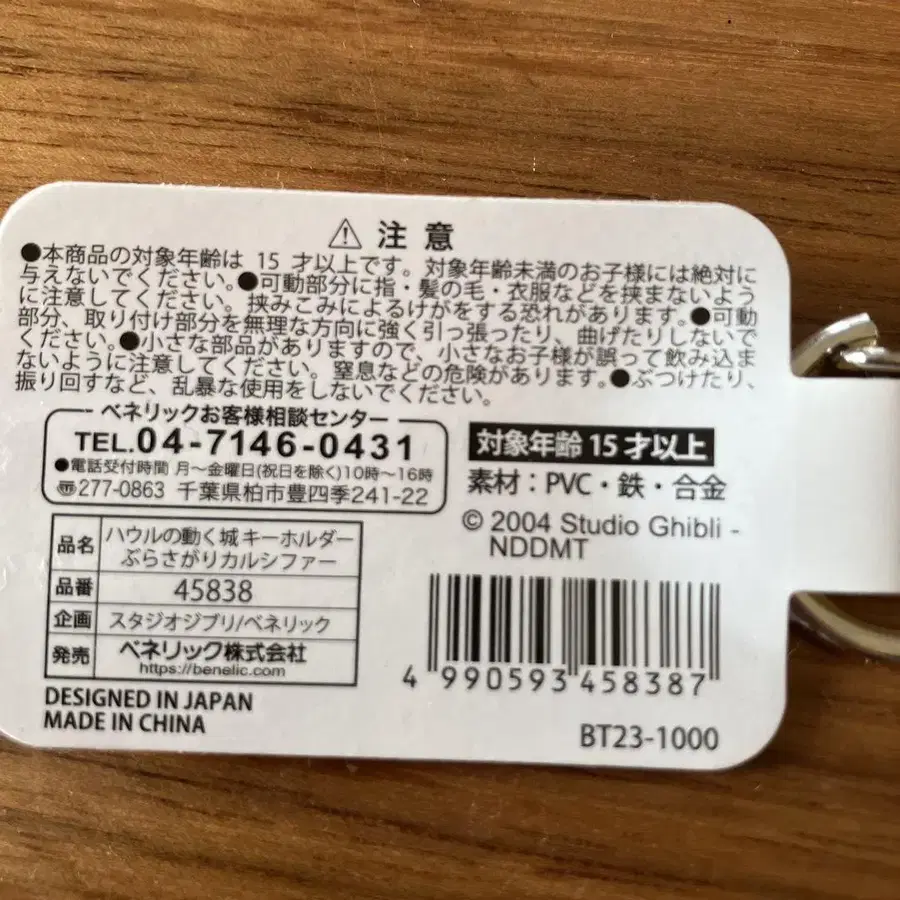 ⚠ 注意
●本商品の対象年齢は 15 才以上です。対象年齢未満のお子様には絶対に
与えないでください。●可動部分に指・髪の毛・衣服などを挟まないよう
に注意してください。挟みこみによるけがをする恐れがあります。●可動
部分、取り付け部分を無理な方向に強く引っ張ったり、曲げたりしないで
ください。●小さな部品がありますので、小さなお子様が誤って飲み込ま
ないように注意してください。窒息などの危険があります。●ぶつけたり、
振り回すなど、乱暴な使用をしないでください。
ベネリックお客様相談センター
TEL.04-7146-0431
●電話受付時間 月〜金曜日(祝日を除く)10時〜16時
〠277-0863 千葉県柏市豊四季241-22
対象年齢 15 才以上
素材:PVC・鉄・合金
© 2004 Studio Ghibli -
NDDMT
品名 ハウルの動く城 キーホルダー
ぶらさがりカルシファー
品番 45838
企画 スタジオジブリ/ベネリック
発売 ベネリック株式会社
https://benelic.com
DESIGNED IN JAPAN
MADE IN CHINA
4 990593 458387
BT23-1000